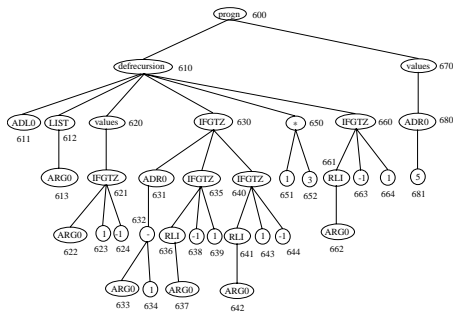 progn 600
defrecursion 610
values 670
ADL0 LIST values 620 IFGTZ 630 * 650 IFGTZ 660 ADR0 680
611 612
ARG0 IFGTZ 621 ADR0 IFGTZ 635 IFGTZ 1 3 661 RLI -1 1 5
613 631 640 651 652 663 664 681
632
ARG0 1 -1 - RLI -1 1 RLI 1 -1 ARG0
622 623 624 636 638 639 641 643 644 662
ARG0 1 ARG0 ARG0
633 634 637 642